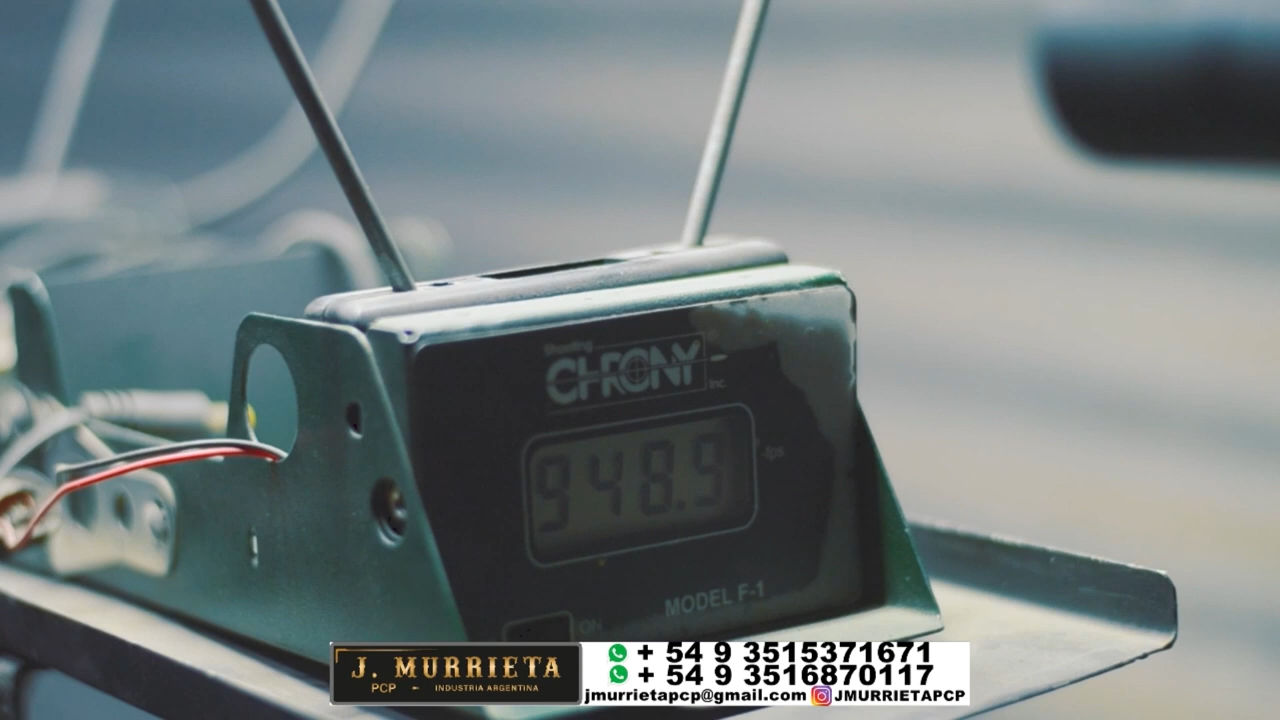 Shooting
CHRONY
Inc.
948.9
fps
MODEL F-1
ON
J. MURRIETA
PCP - INDUSTRIA ARGENTINA
+ 54 9 3515371671
+ 54 9 3516870117
jmurrietapcp@gmail.com JMURRIETAPCP